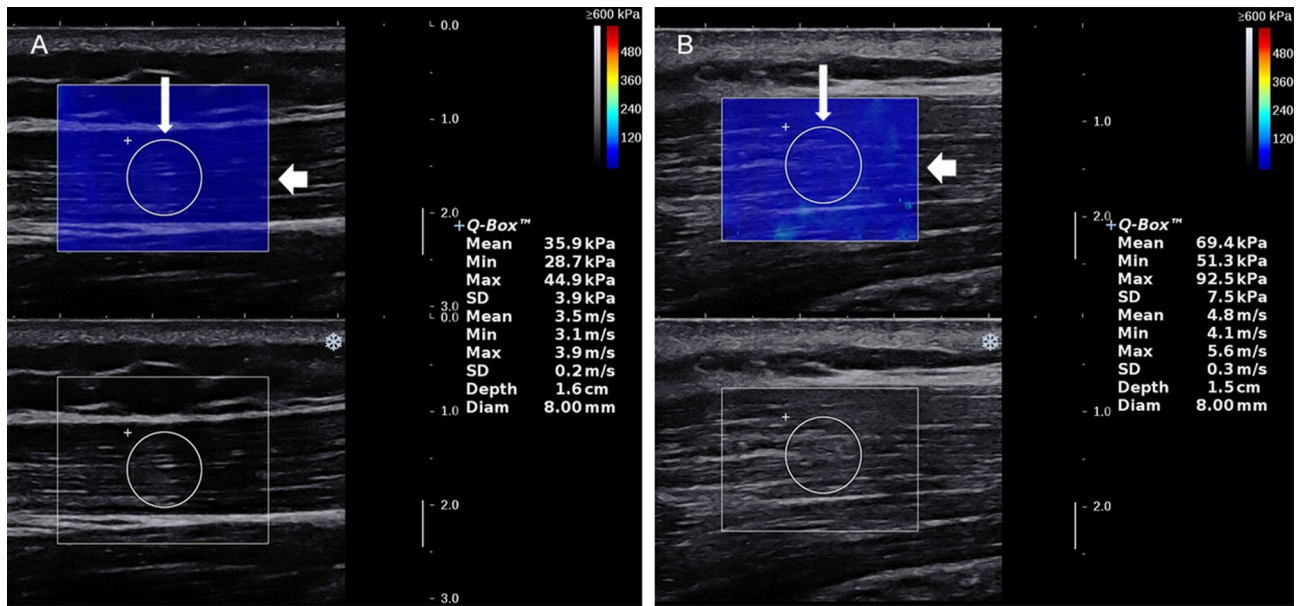 A
≥600 kPa
480
360
240
120
0.0
1.0
2.0
3.0
+Q-Box™
Mean 35.9 kPa
Min 28.7 kPa
Max 44.9 kPa
SD 3.9 kPa
Mean 3.5 m/s
Min 3.1 m/s
Max 3.9 m/s
SD 0.2 m/s
Depth 1.6 cm
Diam 8.00 mm
0.0
1.0
2.0
3.0
B
≥600 kPa
480
360
240
120
1.0
2.0
+Q-Box™
Mean 69.4 kPa
Min 51.3 kPa
Max 92.5 kPa
SD 7.5 kPa
Mean 4.8 m/s
Min 4.1 m/s
Max 5.6 m/s
SD 0.3 m/s
Depth 1.5 cm
Diam 8.00 mm
1.0
2.0